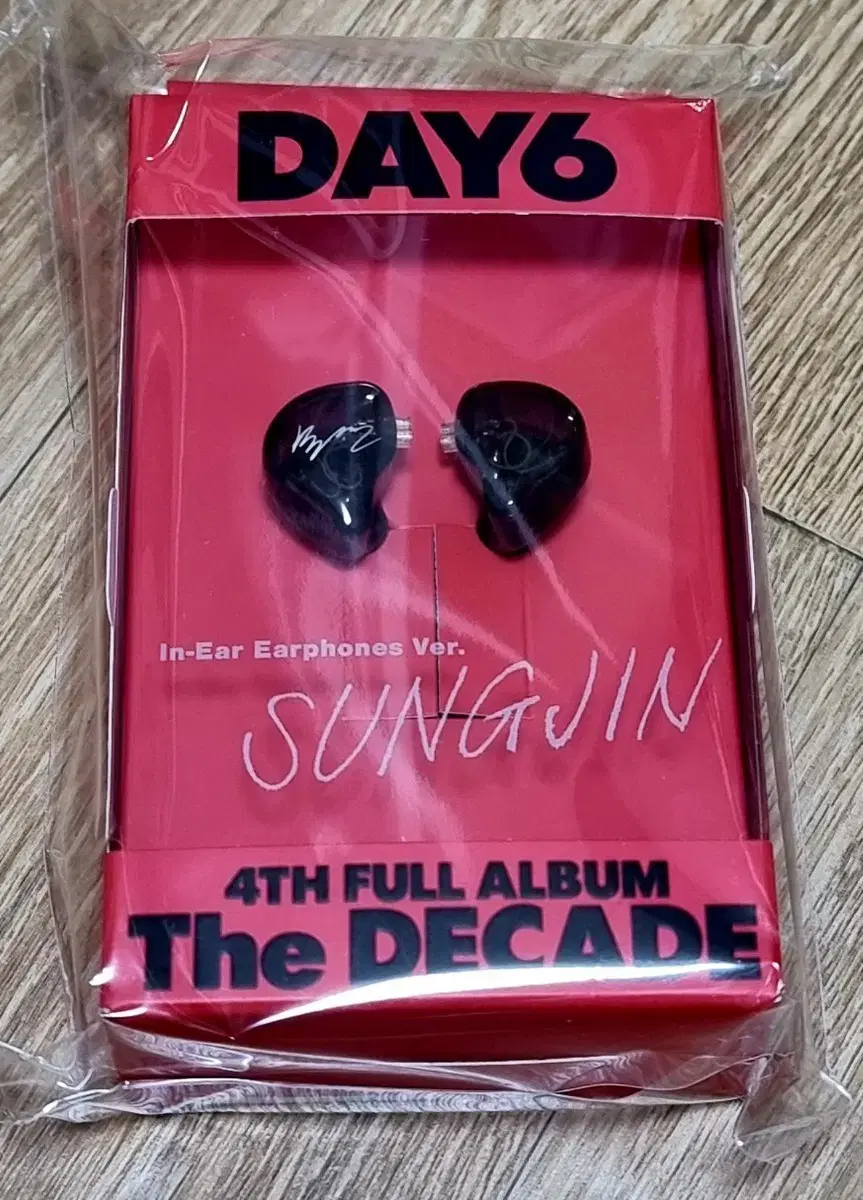 DAY6
In-Ear Earphones Ver.
SUNGJIN
4TH FULL ALBUM
The DECADE